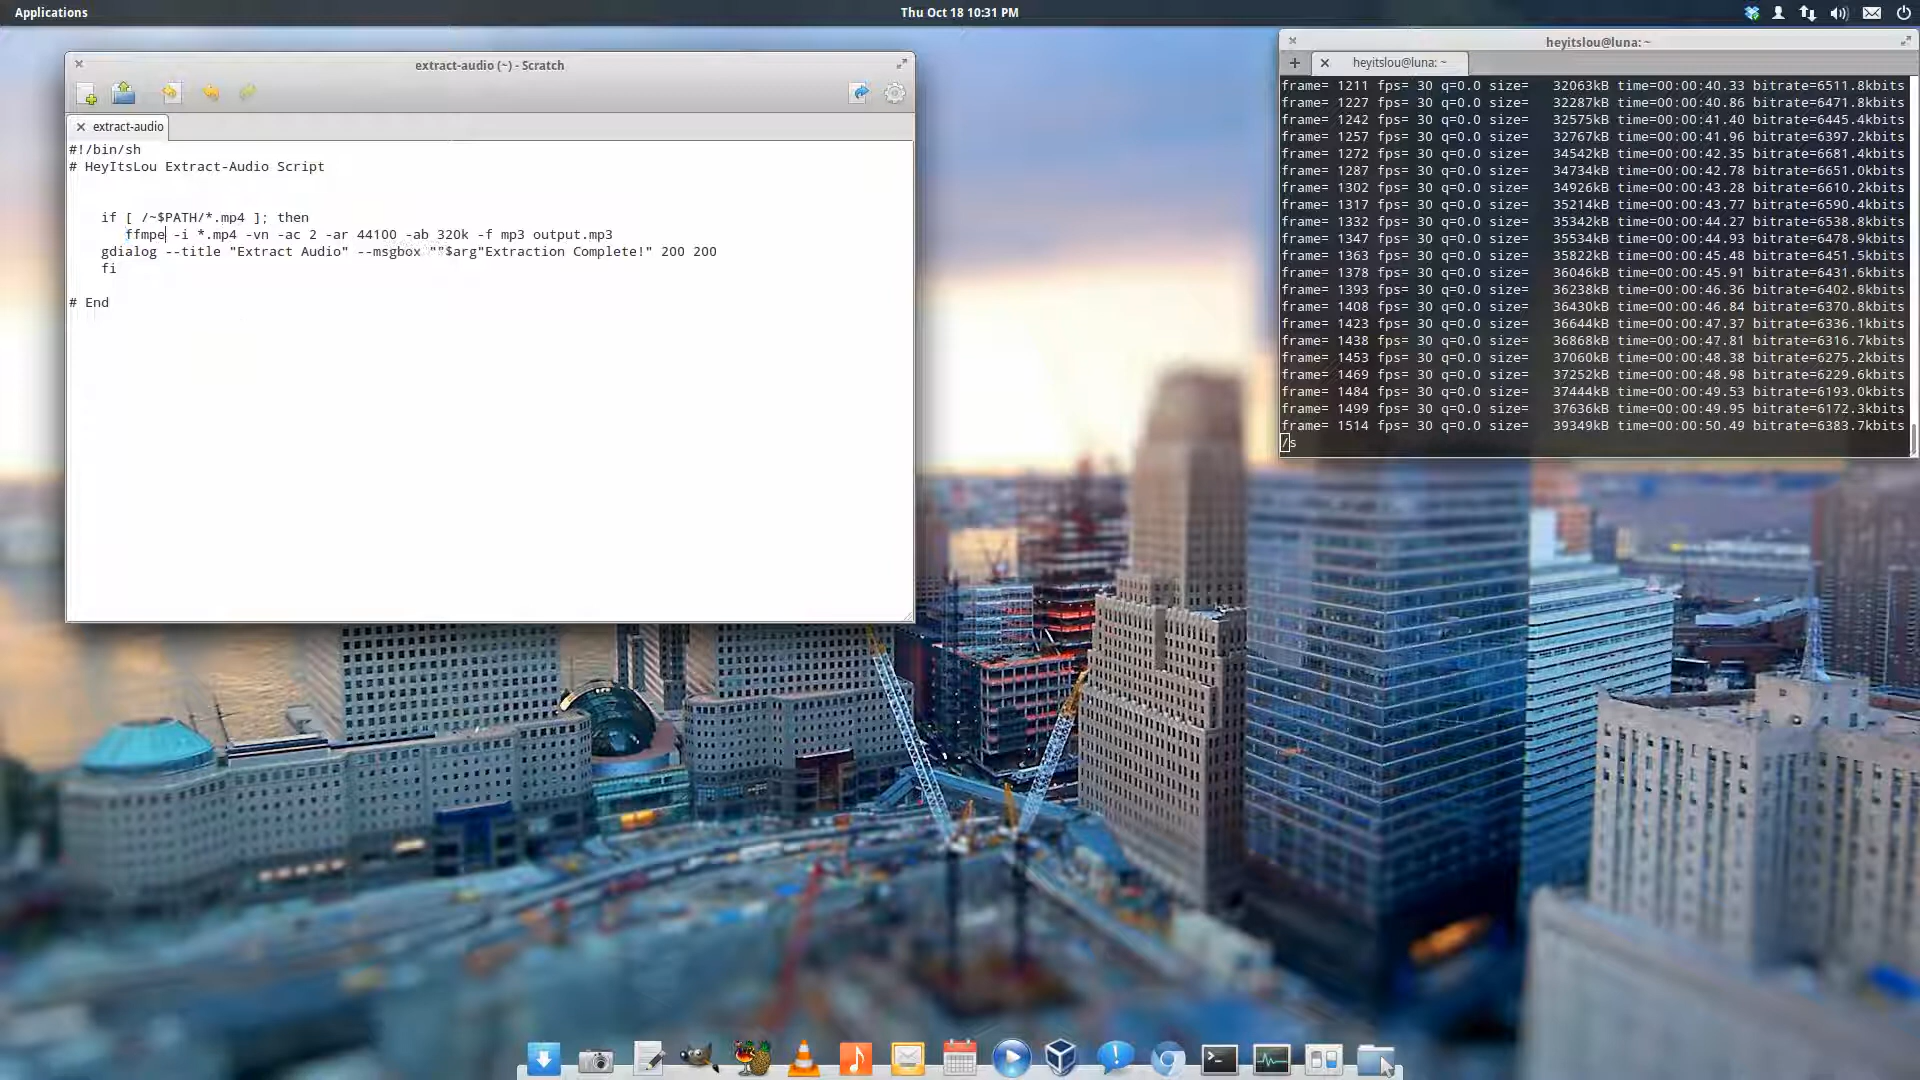 Applications
Thu Oct 18 10:31 PM
extract-audio (~) - Scratch
extract-audio
#!/bin/sh
# HeyItsLou Extract-Audio Script
if [ /~$PATH/*.mp4 ]; then
ffmpe -i *.mp4 -vn -ac 2 -ar 44100 -ab 320k -f mp3 output.mp3
gdialog --title "Extract Audio" --msgbox ""$arg"Extraction Complete!" 200 200
fi
# End
heyitslou@luna: ~
heyitslou@luna: ~
frame= 1211 fps= 30 q=0.0 size=   32063kB time=00:00:40.33 bitrate=6511.8kbits
frame= 1227 fps= 30 q=0.0 size=   32287kB time=00:00:40.86 bitrate=6471.8kbits
frame= 1242 fps= 30 q=0.0 size=   32575kB time=00:00:41.40 bitrate=6445.4kbits
frame= 1257 fps= 30 q=0.0 size=   32767kB time=00:00:41.96 bitrate=6397.2kbits
frame= 1272 fps= 30 q=0.0 size=   34542kB time=00:00:42.35 bitrate=6681.4kbits
frame= 1287 fps= 30 q=0.0 size=   34734kB time=00:00:42.78 bitrate=6651.0kbits
frame= 1302 fps= 30 q=0.0 size=   34926kB time=00:00:43.28 bitrate=6610.2kbits
frame= 1317 fps= 30 q=0.0 size=   35214kB time=00:00:43.77 bitrate=6590.4kbits
frame= 1332 fps= 30 q=0.0 size=   35342kB time=00:00:44.27 bitrate=6538.8kbits
frame= 1347 fps= 30 q=0.0 size=   35534kB time=00:00:44.93 bitrate=6478.9kbits
frame= 1363 fps= 30 q=0.0 size=   35822kB time=00:00:45.48 bitrate=6451.5kbits
frame= 1378 fps= 30 q=0.0 size=   36046kB time=00:00:45.91 bitrate=6431.6kbits
frame= 1393 fps= 30 q=0.0 size=   36238kB time=00:00:46.36 bitrate=6402.8kbits
frame= 1408 fps= 30 q=0.0 size=   36430kB time=00:00:46.84 bitrate=6370.8kbits
frame= 1423 fps= 30 q=0.0 size=   36644kB time=00:00:47.37 bitrate=6336.1kbits
frame= 1438 fps= 30 q=0.0 size=   36868kB time=00:00:47.81 bitrate=6316.7kbits
frame= 1453 fps= 30 q=0.0 size=   37060kB time=00:00:48.38 bitrate=6275.2kbits
frame= 1469 fps= 30 q=0.0 size=   37252kB time=00:00:48.98 bitrate=6229.6kbits
frame= 1484 fps= 30 q=0.0 size=   37444kB time=00:00:49.53 bitrate=6193.0kbits
frame= 1499 fps= 30 q=0.0 size=   37636kB time=00:00:49.95 bitrate=6172.3kbits
frame= 1514 fps= 30 q=0.0 size=   39349kB time=00:00:50.49 bitrate=6383.7kbits
/s